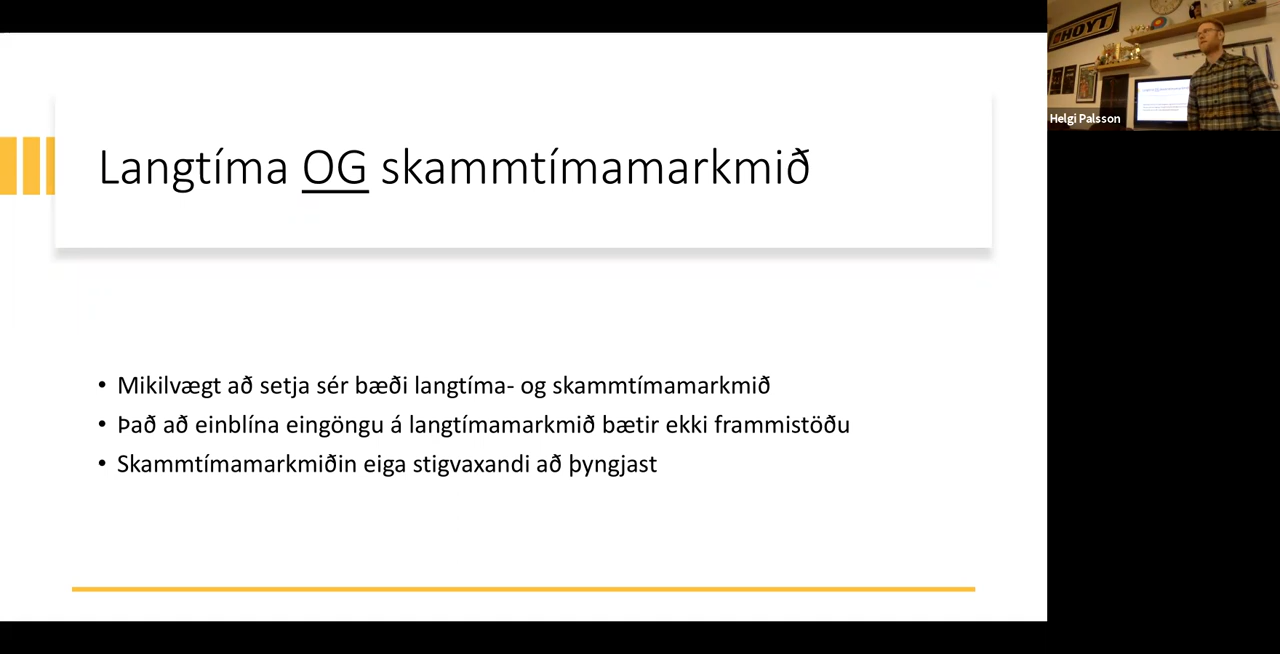 Langtíma OG skammtímamarkmið
• Mikilvægt að setja sér bæði langtíma- og skammtímamarkmið
• Það að einblína eingöngu á langtímamarkmið bætir ekki frammistöðu
• Skammtímamarkmiðin eiga stigvaxandi að þyngjast
HOYT
Helgi Palsson